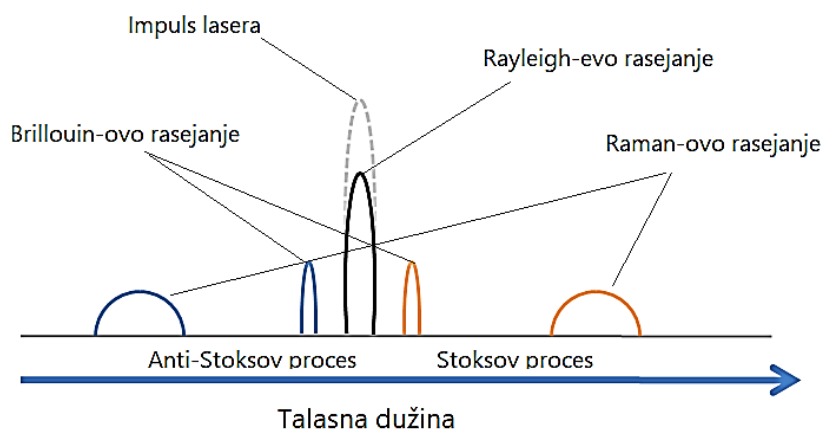 Impuls lasera
Rayleigh-evo rasejanje
Brillouin-ovo rasejanje
Raman-ovo rasejanje
Anti-Stoksov proces
Stoksov proces
Talasna dužina